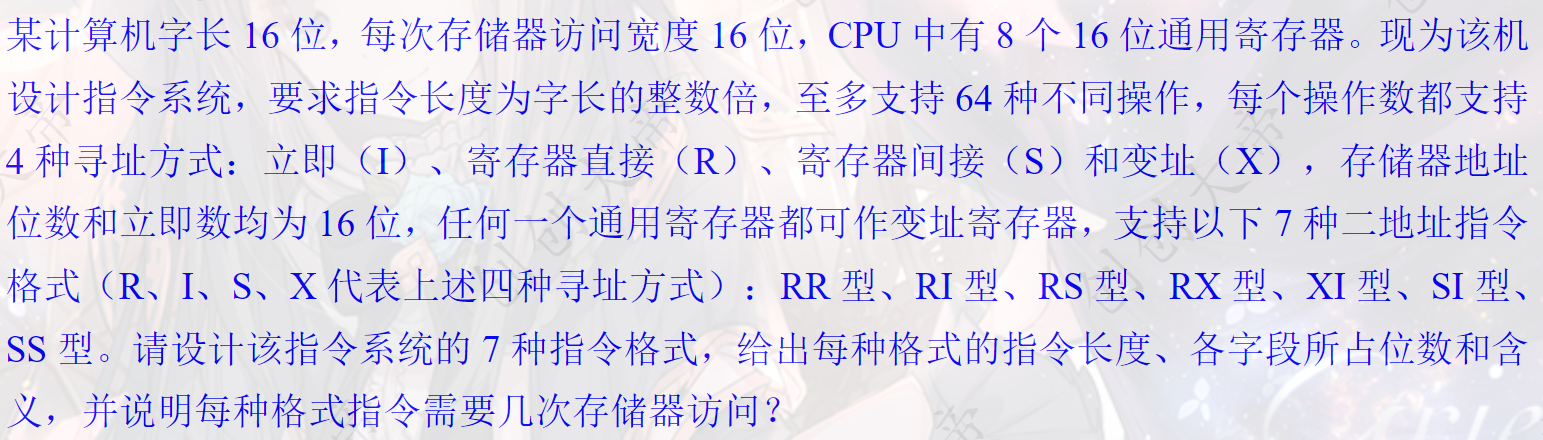 某计算机字长 16 位，每次存储器访问宽度 16 位，CPU 中有 8 个 16 位通用寄存器。现为该机
设计指令系统，要求指令长度为字长的整数倍，至多支持 64 种不同操作，每个操作数都支持
4 种寻址方式：立即（I）、寄存器直接（R）、寄存器间接（S）和变址（X），存储器地址
位数和立即数均为 16 位，任何一个通用寄存器都可作变址寄存器，支持以下 7 种二地址指令
格式（R、I、S、X 代表上述四种寻址方式）：RR 型、RI 型、RS 型、RX 型、XI 型、SI 型、
SS 型。请设计该指令系统的 7 种指令格式，给出每种格式的指令长度、各字段所占位数和含
义，并说明每种格式指令需要几次存储器访问？